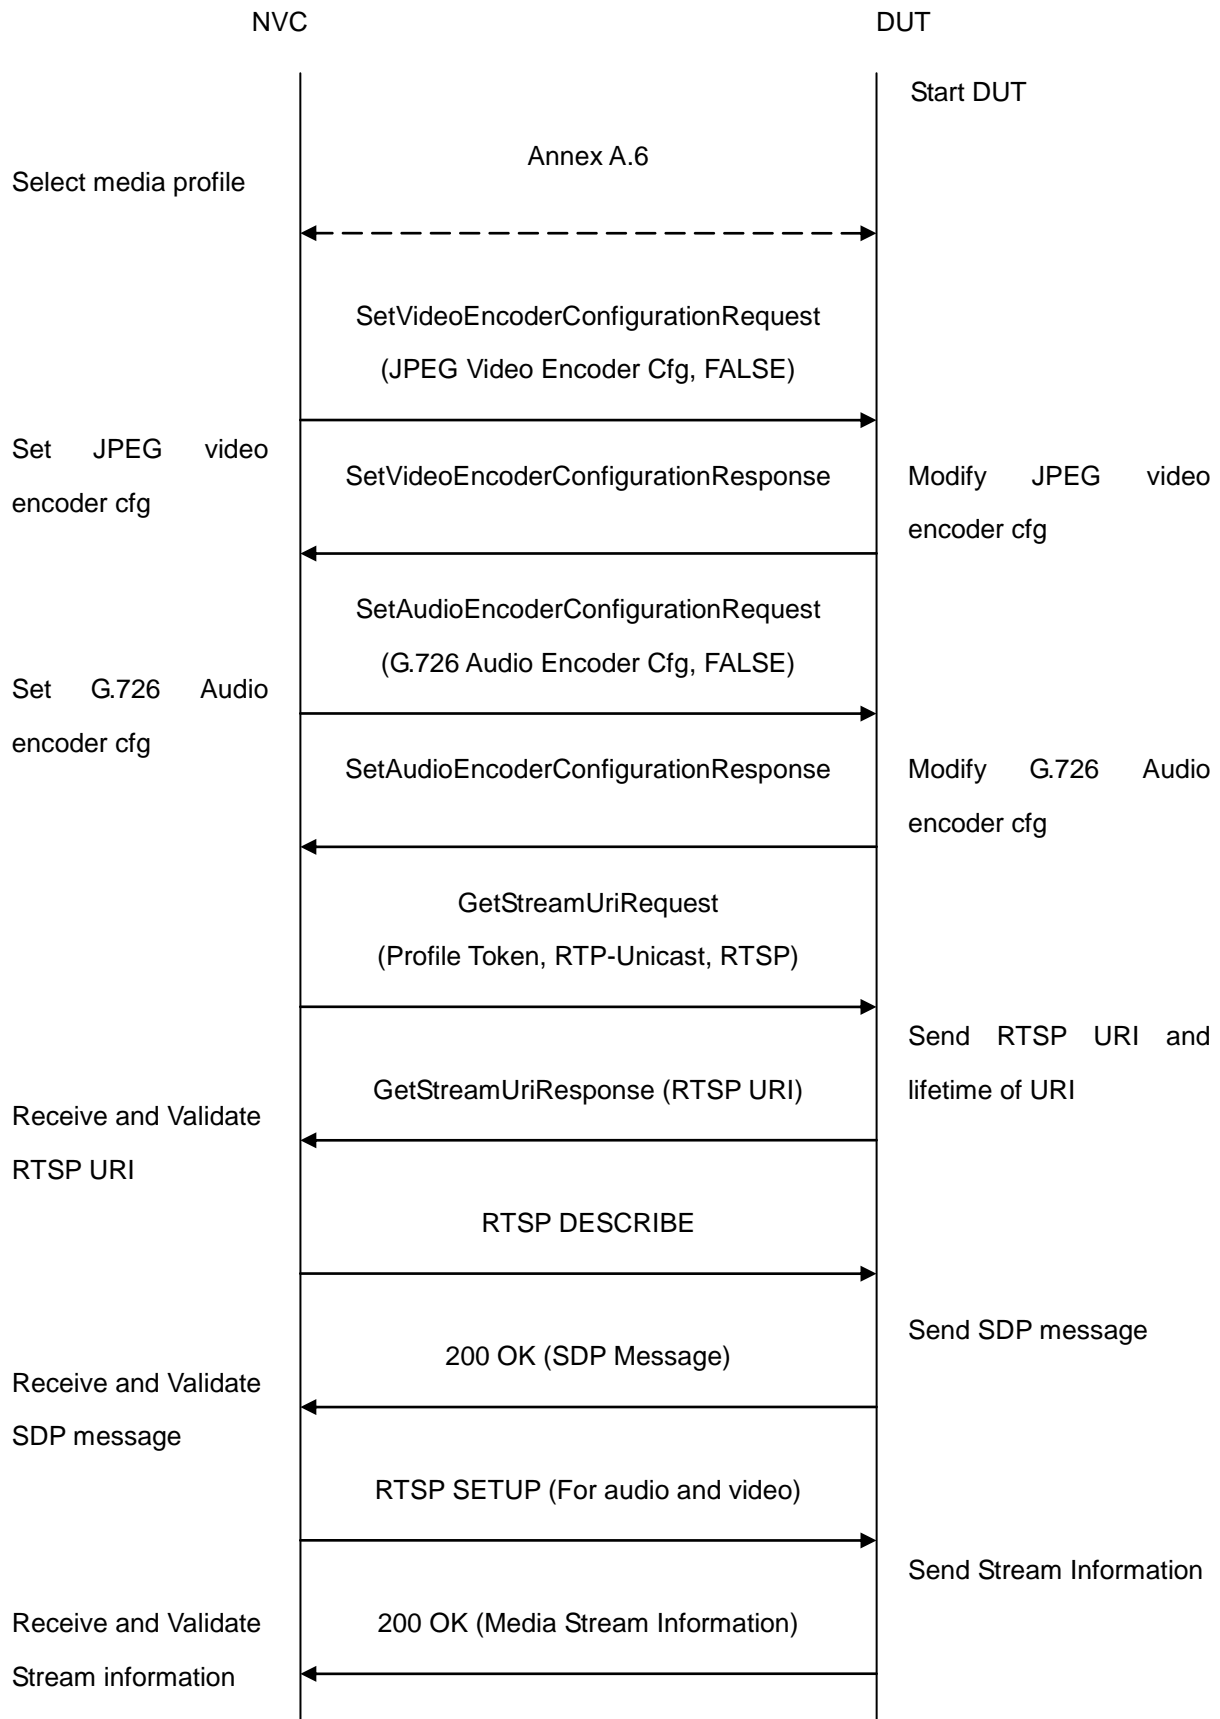 NVC
DUT
Start DUT
Annex A.6
Select media profile
SetVideoEncoderConfigurationRequest
(JPEG Video Encoder Cfg, FALSE)
Set JPEG video
encoder cfg
SetVideoEncoderConfigurationResponse
Modify JPEG video
encoder cfg
SetAudioEncoderConfigurationRequest
(G.726 Audio Encoder Cfg, FALSE)
Set G.726 Audio
encoder cfg
SetAudioEncoderConfigurationResponse
Modify G.726 Audio
encoder cfg
GetStreamUriRequest
(Profile Token, RTP-Unicast, RTSP)
Send RTSP URI and
lifetime of URI
GetStreamUriResponse (RTSP URI)
Receive and Validate
RTSP URI
RTSP DESCRIBE
Send SDP message
200 OK (SDP Message)
Receive and Validate
SDP message
RTSP SETUP (For audio and video)
Send Stream Information
200 OK (Media Stream Information)
Receive and Validate
Stream information